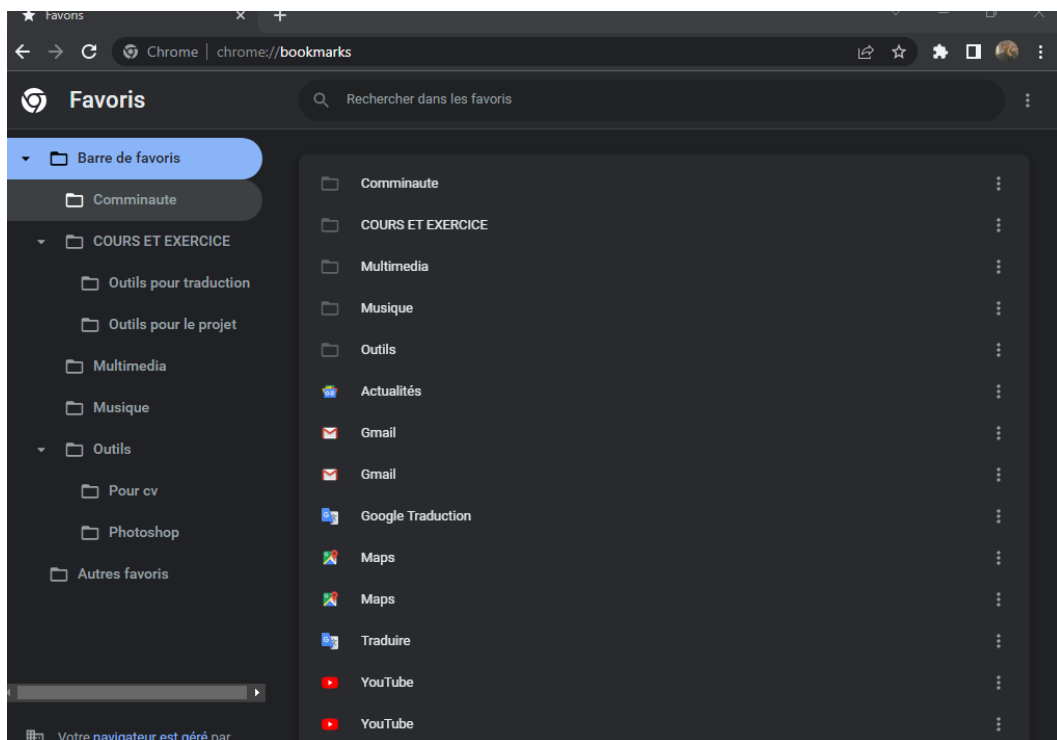 Favoris
Chrome | chrome://bookmarks
Favoris
Rechercher dans les favoris
Barre de favoris
Comminaute
COURS ET EXERCICE
Outils pour traduction
Outils pour le projet
Multimedia
Musique
Outils
Pour cv
Photoshop
Autres favoris
Votre navigateur est géré par
Comminaute
COURS ET EXERCICE
Multimedia
Musique
Outils
Actualités
Gmail
Gmail
Google Traduction
Maps
Maps
Traduire
YouTube
YouTube